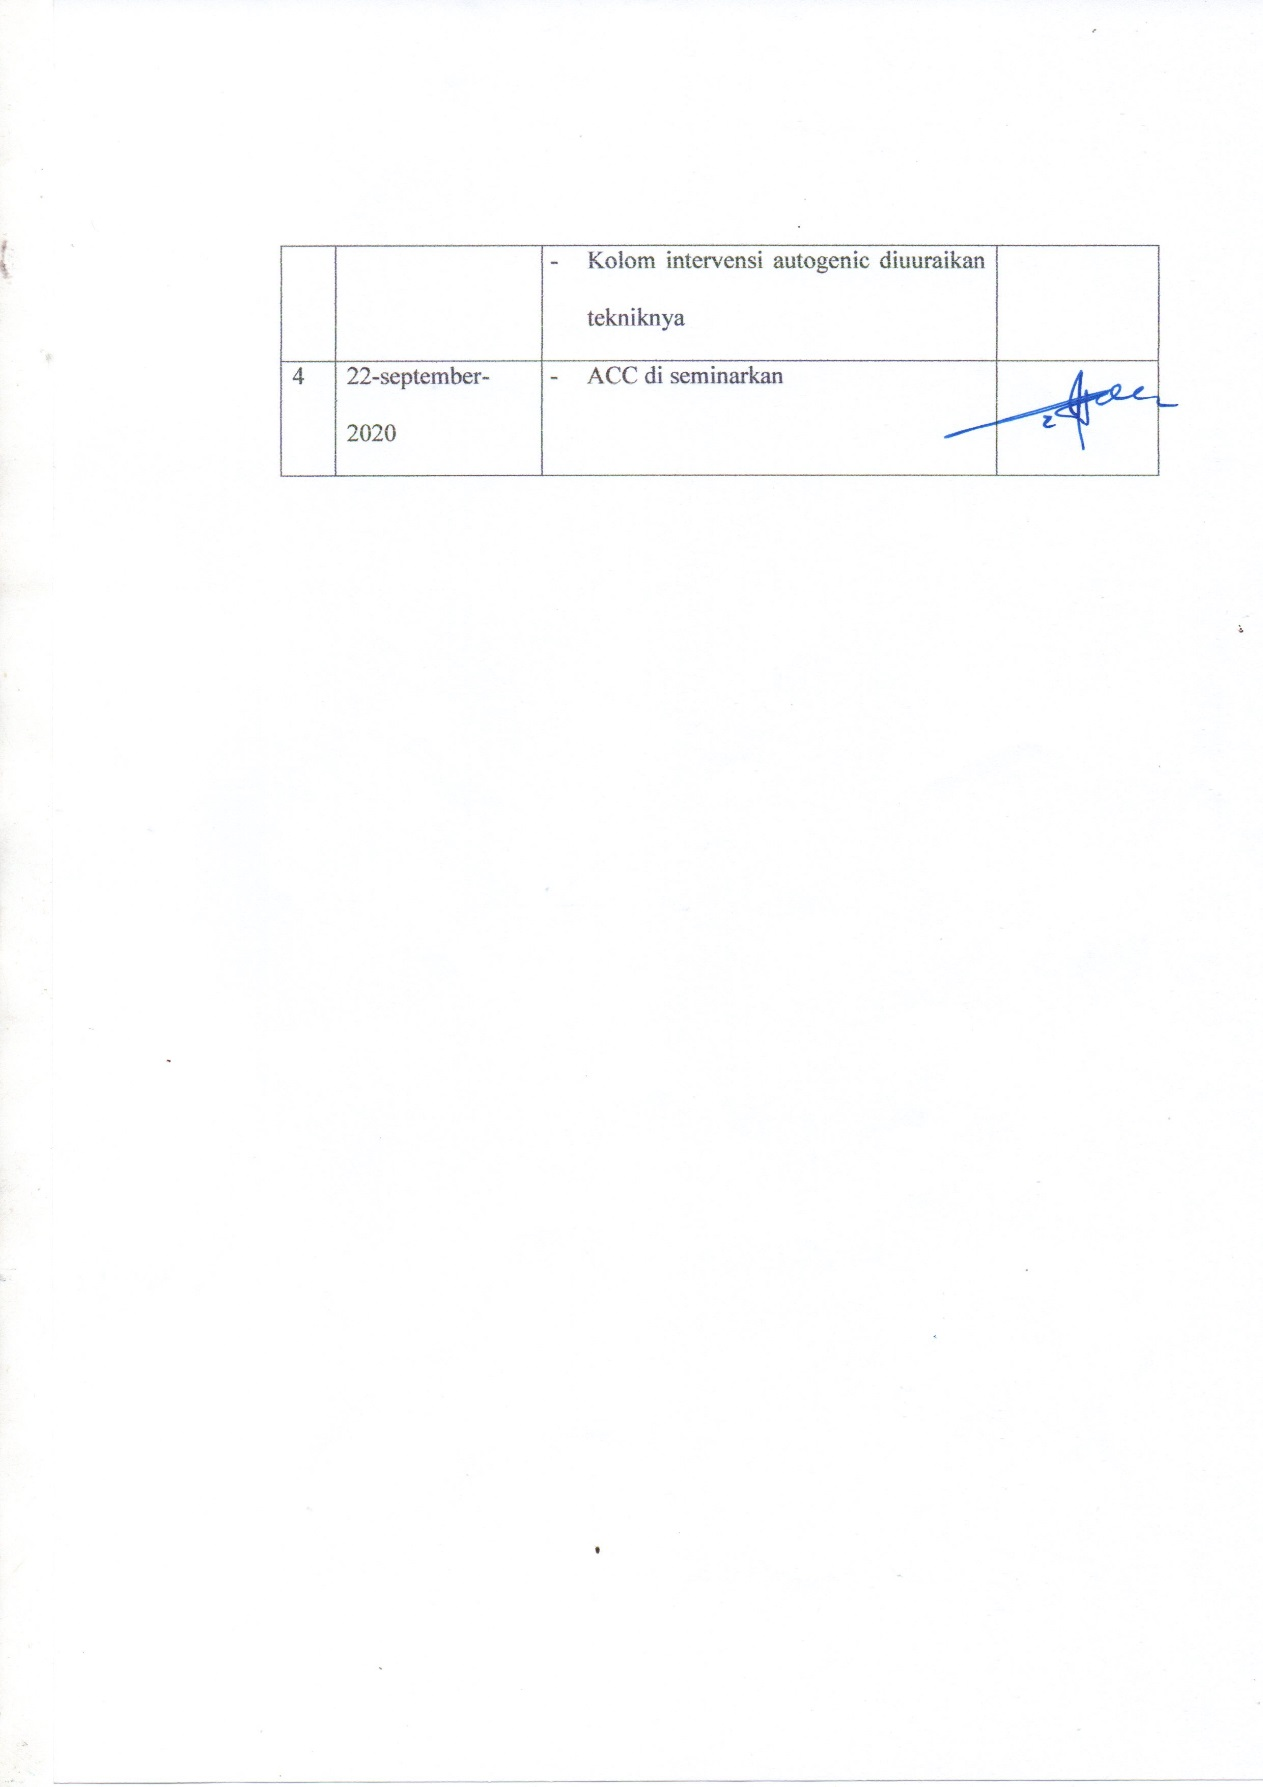 - Kolom intervensi autogenic diuuraikan
tekniknya
4 22-september- - ACC di seminarkan
2020